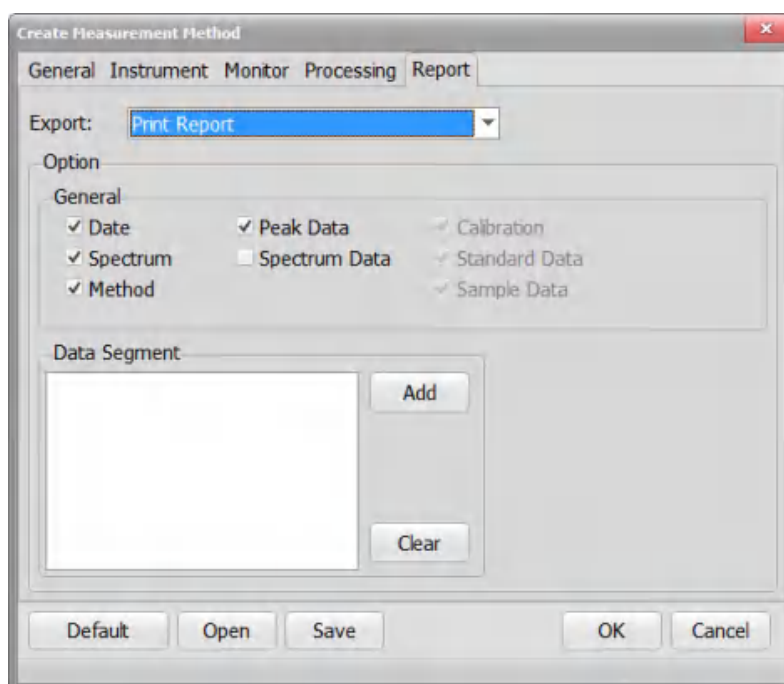 Create Measurement Method
General Instrument Monitor Processing Report
Export: Print Report
Option
General
Date Peak Data Calibration
Spectrum Spectrum Data Standard Data
Method Sample Data
Data Segment
Add
Clear
Default Open Save OK Cancel